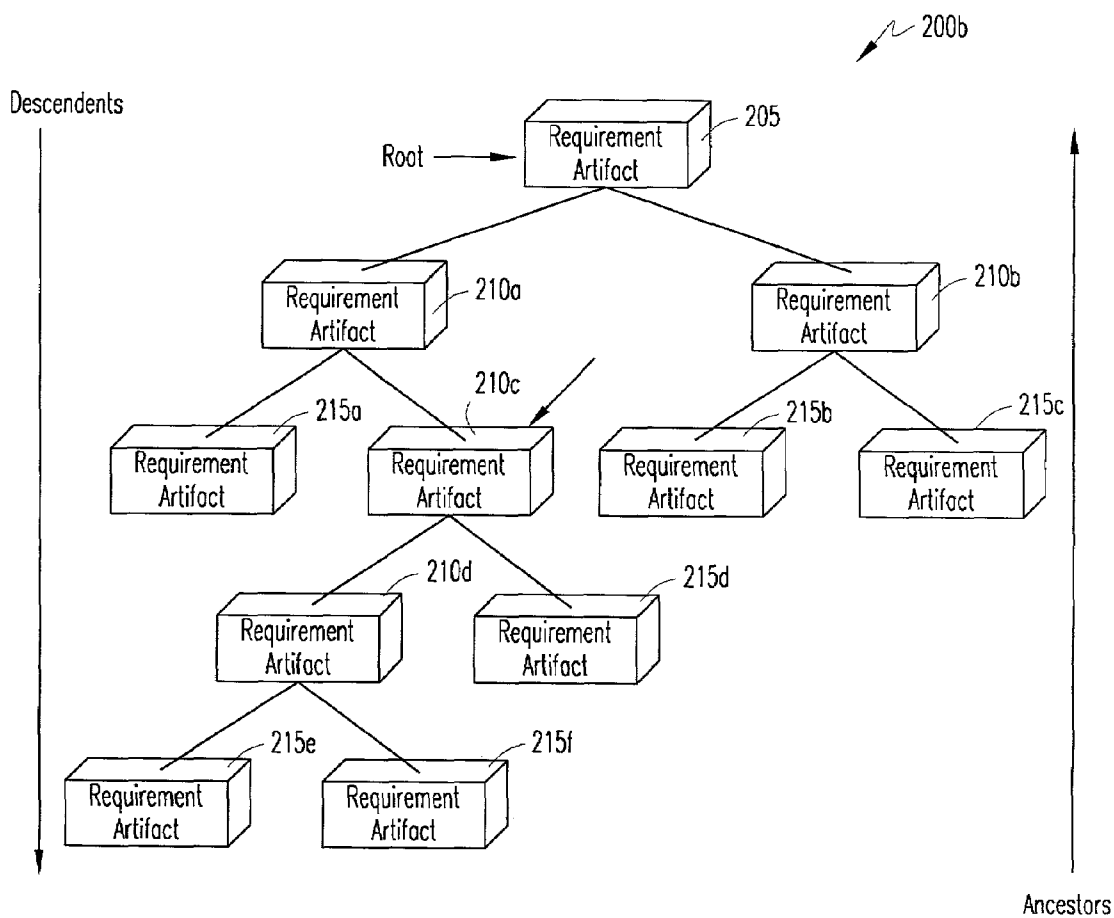 200b
Descendents
205
Root
Requirement
Artifact
210a
Requirement
Artifact
210b
Requirement
Artifact
215a
Requirement
Artifact
210c
Requirement
Artifact
215b
Requirement
Artifact
215c
Requirement
Artifact
210d
Requirement
Artifact
215d
Requirement
Artifact
215e
Requirement
Artifact
215f
Requirement
Artifact
Ancestors